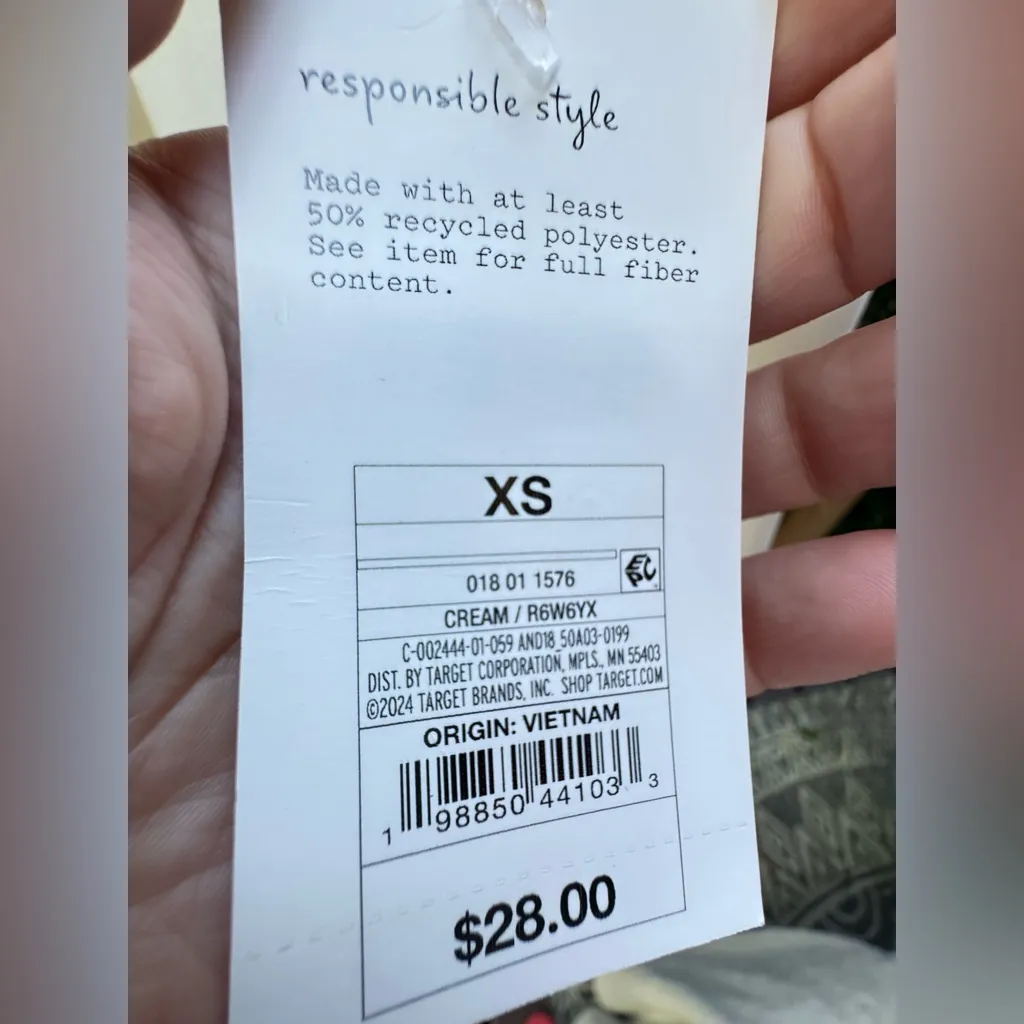 responsible style
Made with at least
50% recycled polyester.
See item for full fiber
content.
XS
018 01 1576
CREAM / R6W6YX
C-002444-01-059 AND18_50A03-0199
DIST. BY TARGET CORPORATION, MPLS., MN 55403
©2024 TARGET BRANDS, INC. SHOP TARGET.COM
ORIGIN: VIETNAM
1 98850 44103 3
$28.00